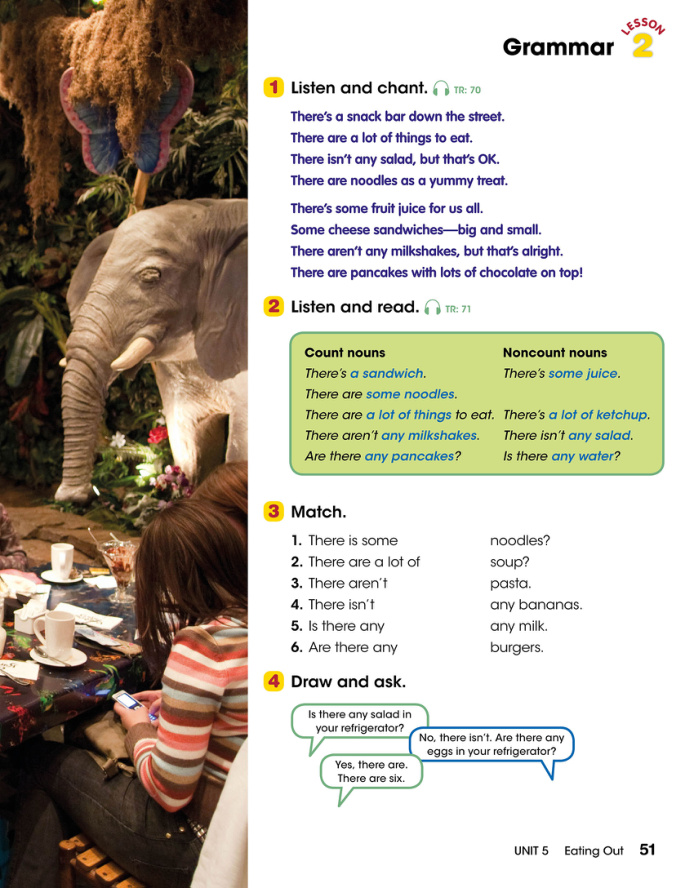 LESSON
Grammar 2
1 Listen and chant. TR: 70
There's a snack bar down the street.
There are a lot of things to eat.
There isn't any salad, but that's OK.
There are noodles as a yummy treat.
There's some fruit juice for us all.
Some cheese sandwiches—big and small.
There aren't any milkshakes, but that's alright.
There are pancakes with lots of chocolate on top!
2 Listen and read. TR: 71
Count nouns Noncount nouns
There's a sandwich. There's some juice.
There are some noodles.
There are a lot of things to eat. There's a lot of ketchup.
There aren't any milkshakes. There isn't any salad.
Are there any pancakes? Is there any water?
3 Match.
1. There is some noodles?
2. There are a lot of soup?
3. There aren't pasta.
4. There isn't any bananas.
5. Is there any any milk.
6. Are there any burgers.
4 Draw and ask.
Is there any salad in
your refrigerator?
No, there isn't. Are there any
eggs in your refrigerator?
Yes, there are.
There are six.
UNIT 5 Eating Out 51